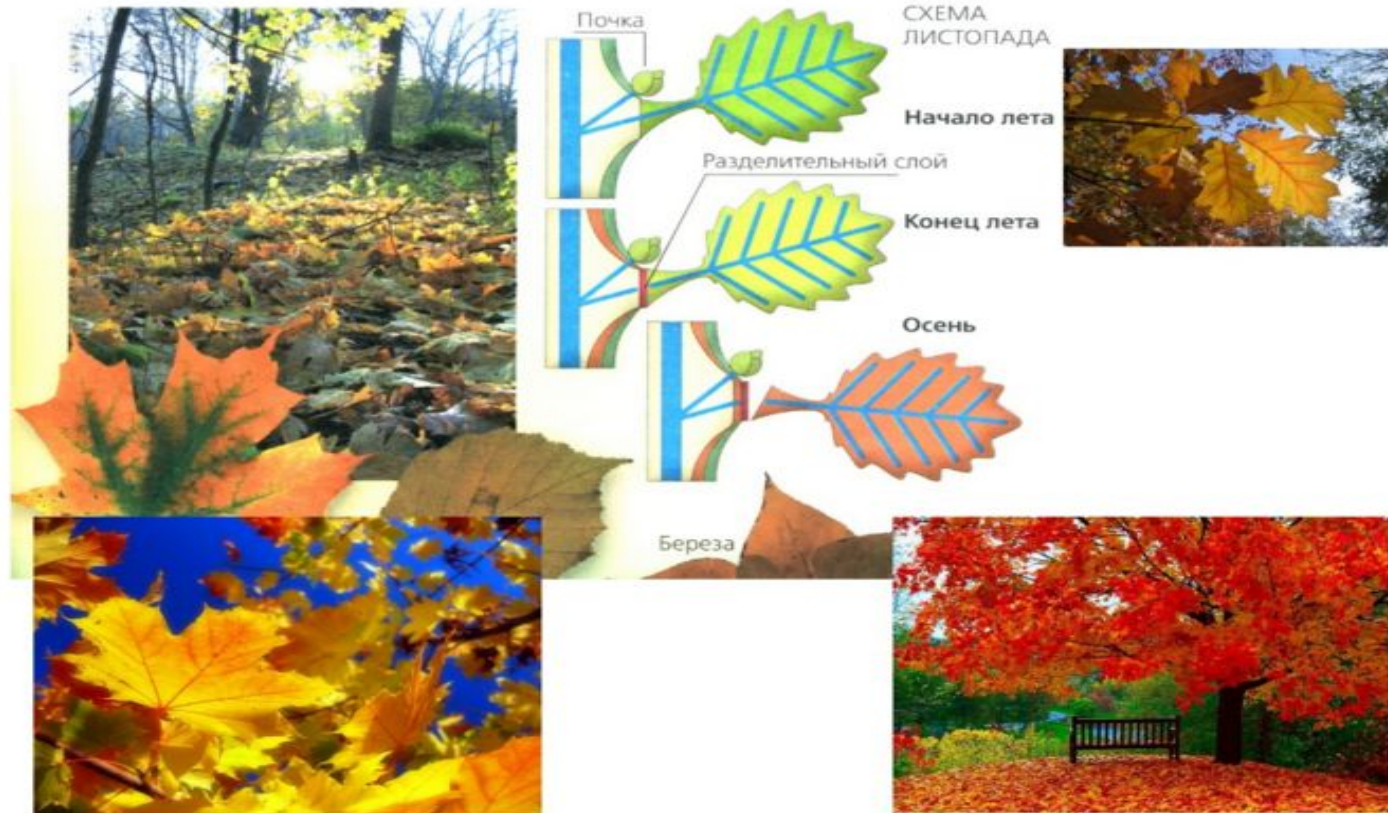 Почка
СХЕМА
ЛИСТОПАДА
Начало лета
Разделительный слой
Конец лета
Осень
Береза